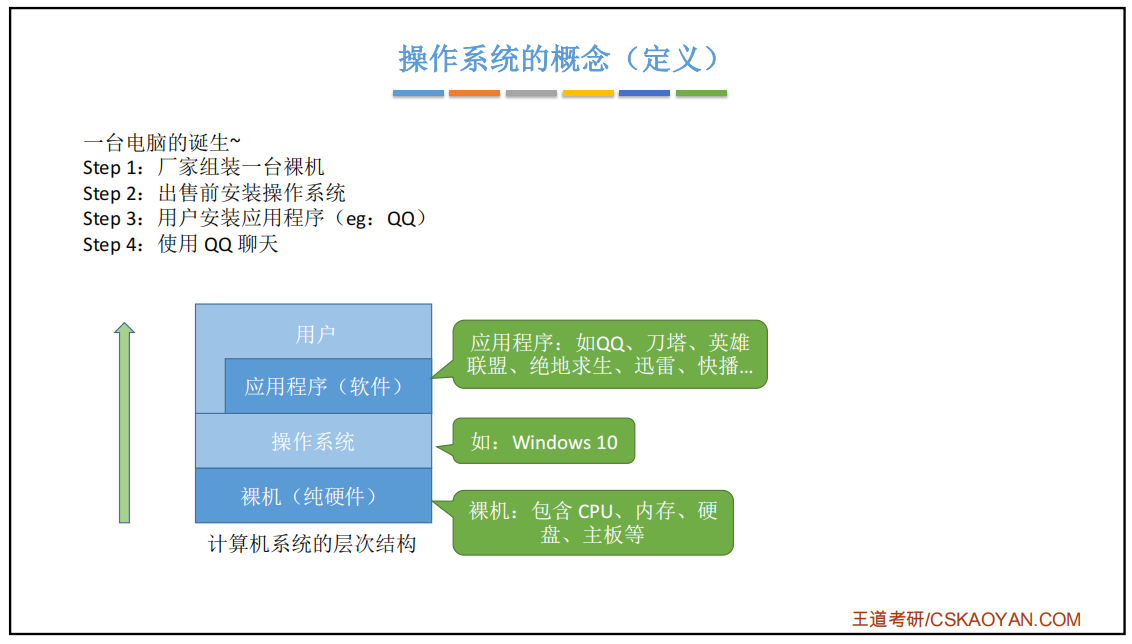 操作系统的概念（定义）
一台电脑的诞生~
Step 1：厂家组装一台裸机
Step 2：出售前安装操作系统
Step 3：用户安装应用程序（eg：QQ）
Step 4：使用 QQ 聊天
用户
应用程序（软件）
操作系统
裸机（纯硬件）
计算机系统的层次结构
应用程序：如QQ、刀塔、英雄
联盟、绝地求生、迅雷、快播...
如：Windows 10
裸机：包含 CPU、内存、硬
盘、主板等
王道考研/CSKAOYAN.COM